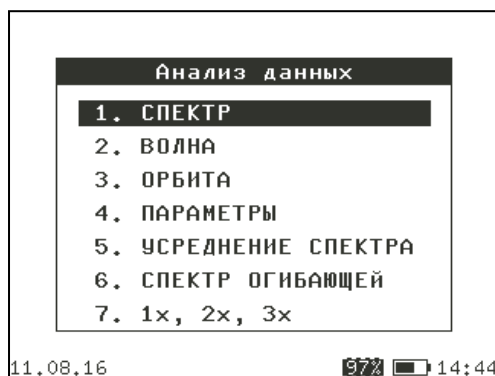 Анализ данных
1. СПЕКТР
2. ВОЛНА
3. ОРБИТА
4. ПАРАМЕТРЫ
5. УСРЕДНЕНИЕ СПЕКТРА
6. СПЕКТР ОГИБАЮЩЕЙ
7. 1x, 2x, 3x
11.08.16 97% 14:44